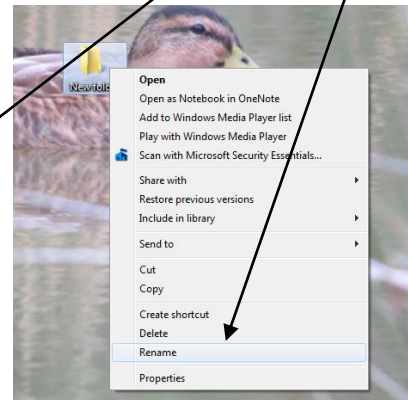 New fold
Open
Open as Notebook in OneNote
Add to Windows Media Player list
Play with Windows Media Player
Scan with Microsoft Security Essentials...
Share with
Restore previous versions
Include in library
Send to
Cut
Copy
Create shortcut
Delete
Rename
Properties